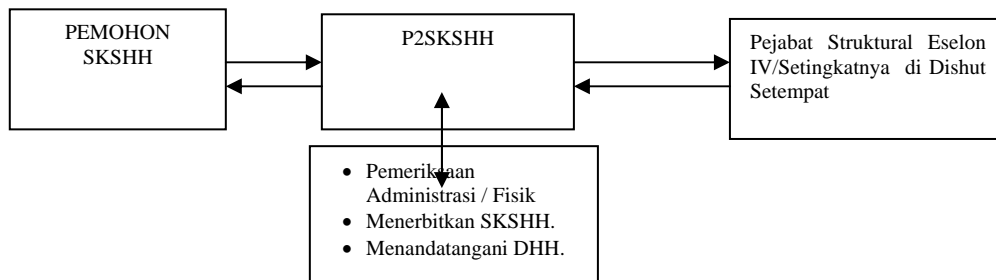 PEMOHON
SKSHH
P2SKSHH
Pejabat Struktural Eselon
IV/Setingkatnya di Dishut
Setempat
• Pemeriksaan
Administrasi / Fisik
• Menerbitkan SKSHH.
• Menandatangani DHH.